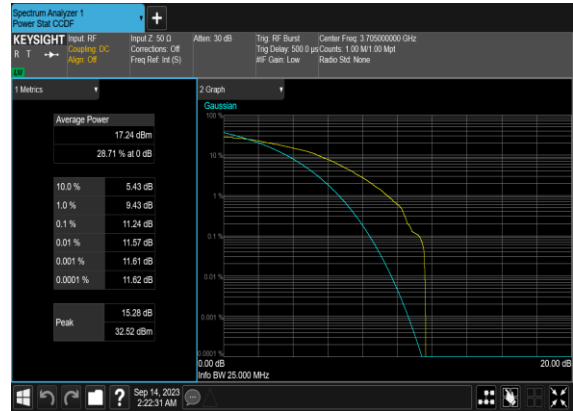 Spectrum Analyzer 1
Power Stat CCDF
KEYSIGHT
R T
LU
Input: RF
Coupling: DC
Align: Off
Input Z: 50 Ω
Corrections: Off
Freq Ref: Int (S)
Atten: 30 dB
Trig: RF Burst
Trig Delay: 500.0 µs
#IF Gain: Low
Center Freq: 3.705000000 GHz
Counts: 1.00 M/1.00 Mpt
Radio Std: None
1 Metrics
Average Power
17.24 dBm
28.71 % at 0 dB
10.0 % 5.43 dB
1.0 % 9.43 dB
0.1 % 11.24 dB
0.01 % 11.57 dB
0.001 % 11.61 dB
0.0001 % 11.62 dB
Peak
15.28 dB
32.52 dBm
2 Graph
Gaussian
100 %
10 %
1 %
0.1 %
0.01 %
0.001 %
0.0001 %
0.00 dB
20.00 dB
Info BW 25.000 MHz
?
Sep 14, 2023
2:22:31 AM